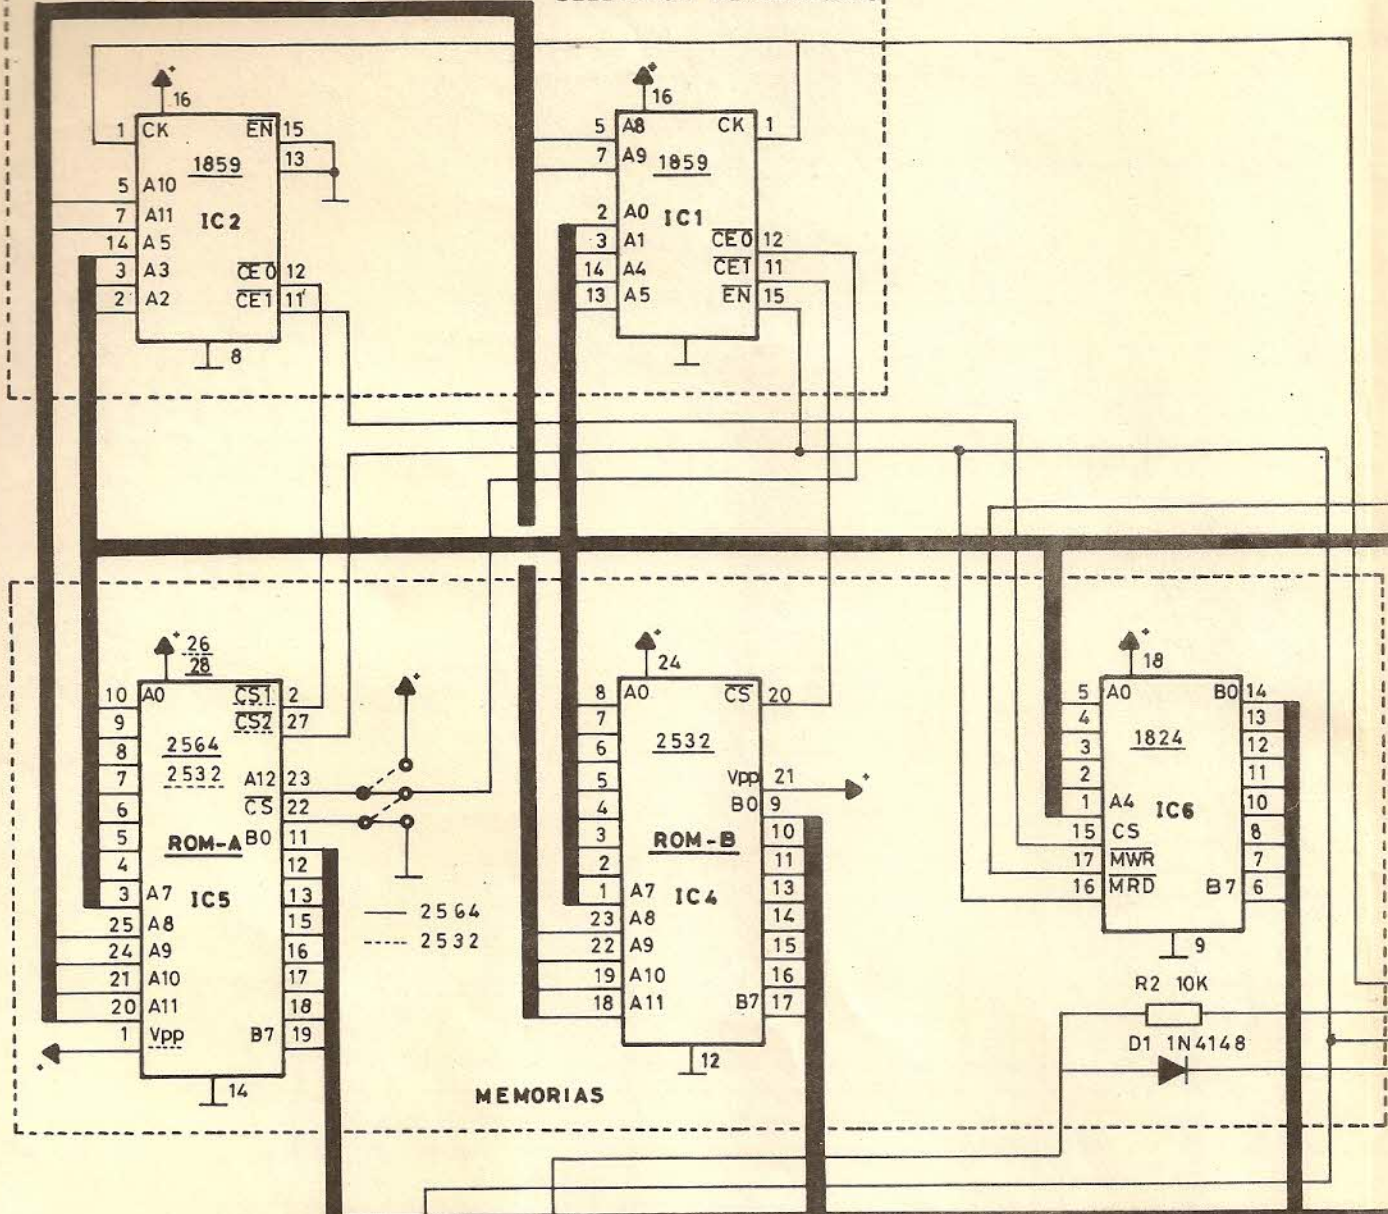 +
16
1 CK EN 15
1859
13
5 A10
7 A11
IC2
14 A5
3 A3
CE0 12
2 A2
CE1 11
8
+
16
5 A8 CK 1
7 A9
1859
2 A0
IC1
3 A1
CE0 12
14 A4
CE1 11
13 A5
EN 15
+
26
28
10 A0 CS1 2
9
CS2 27
8
2564
7
2532
A12 23
6
CS 22
5
ROM-A
B0 11
4
12
3 A7
IC5
13
25 A8
15
24 A9
16
21 A10
17
20 A11
18
1 Vpp
B7 19
+
14
+
2564
2532
+
24
8 A0 CS 20
7
6
2532
5
Vpp 21
+
4
B0 9
3
ROM-B
10
2
11
1 A7
IC4
13
23 A8
14
22 A9
15
19 A10
16
18 A11
B7 17
12
+
18
5 A0 B0 14
4
13
3
1824
12
2
11
1 A4
IC6
10
15 CS
8
17 MWR
7
16 MRD
B7 6
9
R2 10K
D1 1N4148
MEMORIAS